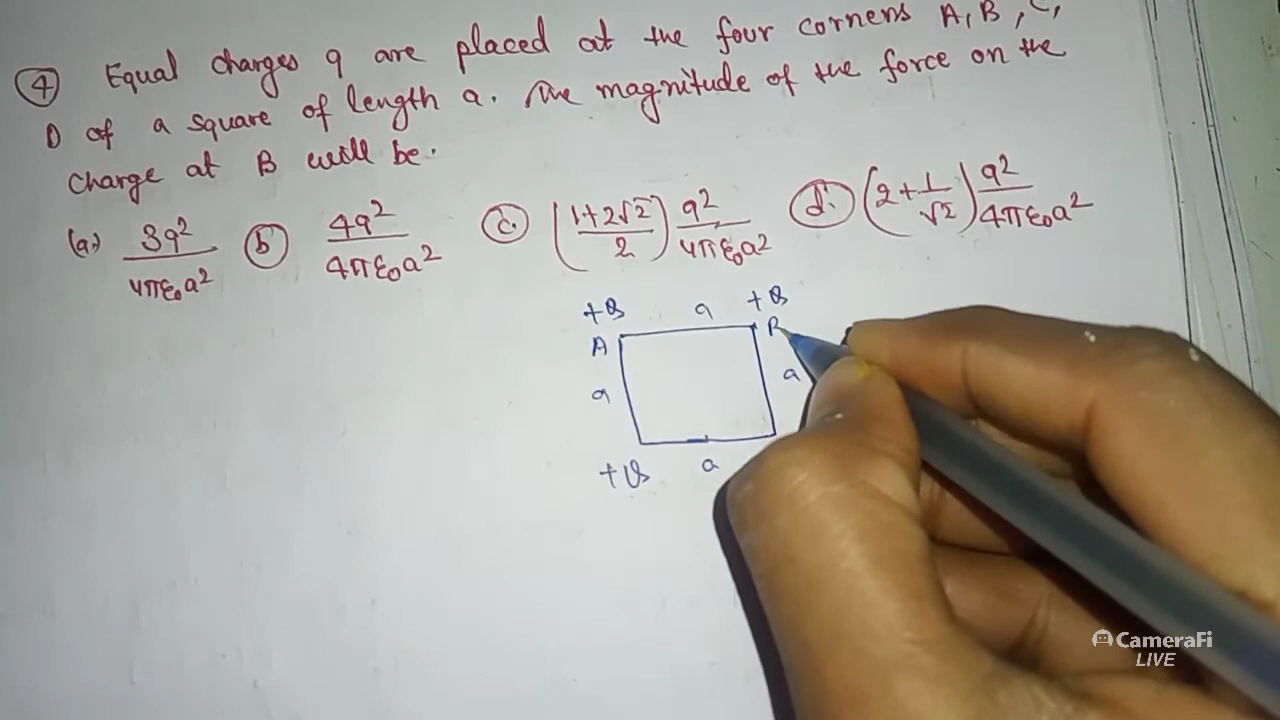 ④ Equal charges q are placed at the four corners A, B, C,
D of a square of length a. The magnitude of the force on the
charge at B will be.
(a.) 3q²/4πε₀a² (b) 4q²/4πε₀a² (c.) (1+2√2/2) q²/4πε₀a² (d.) (2+1/√2) q²/4πε₀a²
+Q a +Q
A B
a a
+Q a
CameraFi
LIVE